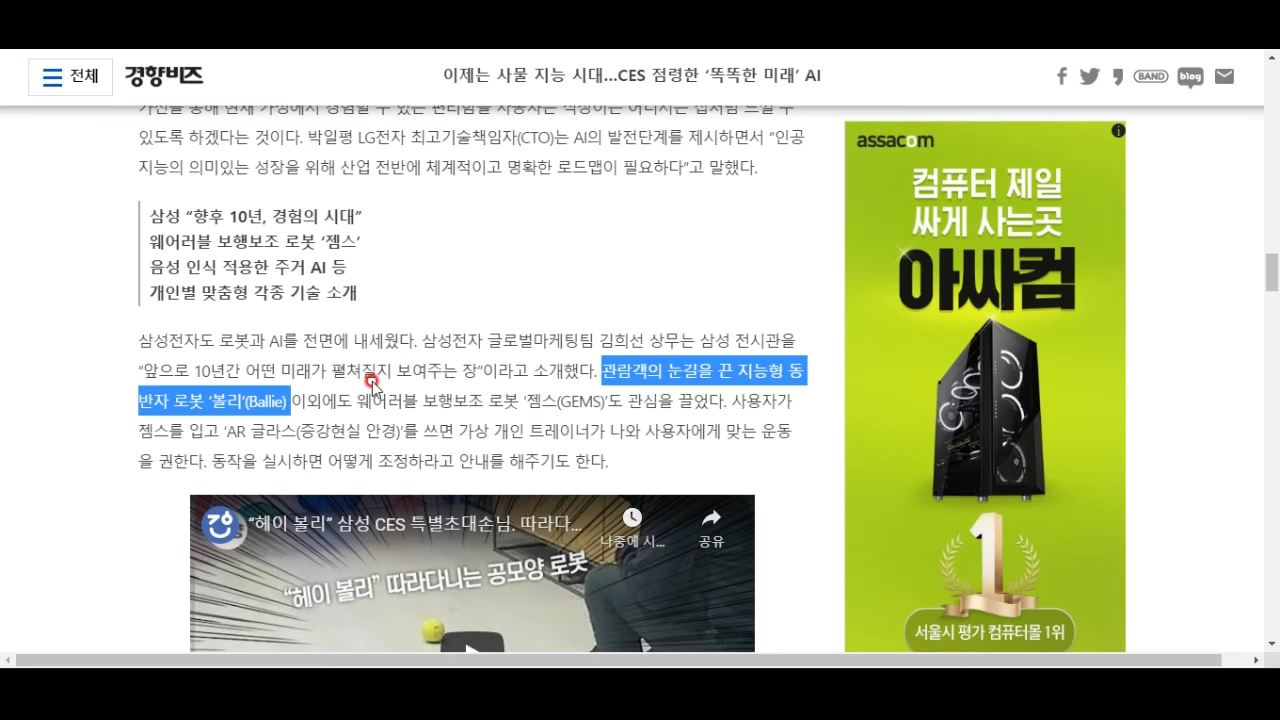 전체
경향비즈
이제는 사물 지능 시대...CES 점령한 ‘똑똑한 미래’ AI
BAND
blog
있도록 하겠다는 것이다. 박일평 LG전자 최고기술책임자(CTO)는 AI의 발전단계를 제시하면서 “인공
지능의 의미있는 성장을 위해 산업 전반에 체계적이고 명확한 로드맵이 필요하다”고 말했다.
삼성 “향후 10년, 경험의 시대”
웨어러블 보행보조 로봇 ‘젬스’
음성 인식 적용한 주거 AI 등
개인별 맞춤형 각종 기술 소개
삼성전자도 로봇과 AI를 전면에 내세웠다. 삼성전자 글로벌마케팅팀 김희선 상무는 삼성 전시관을
“앞으로 10년간 어떤 미래가 펼쳐질지 보여주는 장”이라고 소개했다. 관람객의 눈길을 끈 지능형 동
반자 로봇 ‘볼리’(Ballie) 이외에도 웨어러블 보행보조 로봇 ‘젬스(GEMS)’도 관심을 끌었다. 사용자가
젬스를 입고 ‘AR 글라스(증강현실 안경)’를 쓰면 가상 개인 트레이너가 나와 사용자에게 맞는 운동
을 권한다. 동작을 실시하면 어떻게 조정하라고 안내를 해주기도 한다.
“헤이 볼리” 삼성 CES 특별초대손님. 따라다...
나중에 시...
공유
“헤이 볼리” 따라다니는 공모양 로봇
assacom
컴퓨터 제일
싸게 사는곳
아싸컴
1
서울시 평가 컴퓨터몰 1위